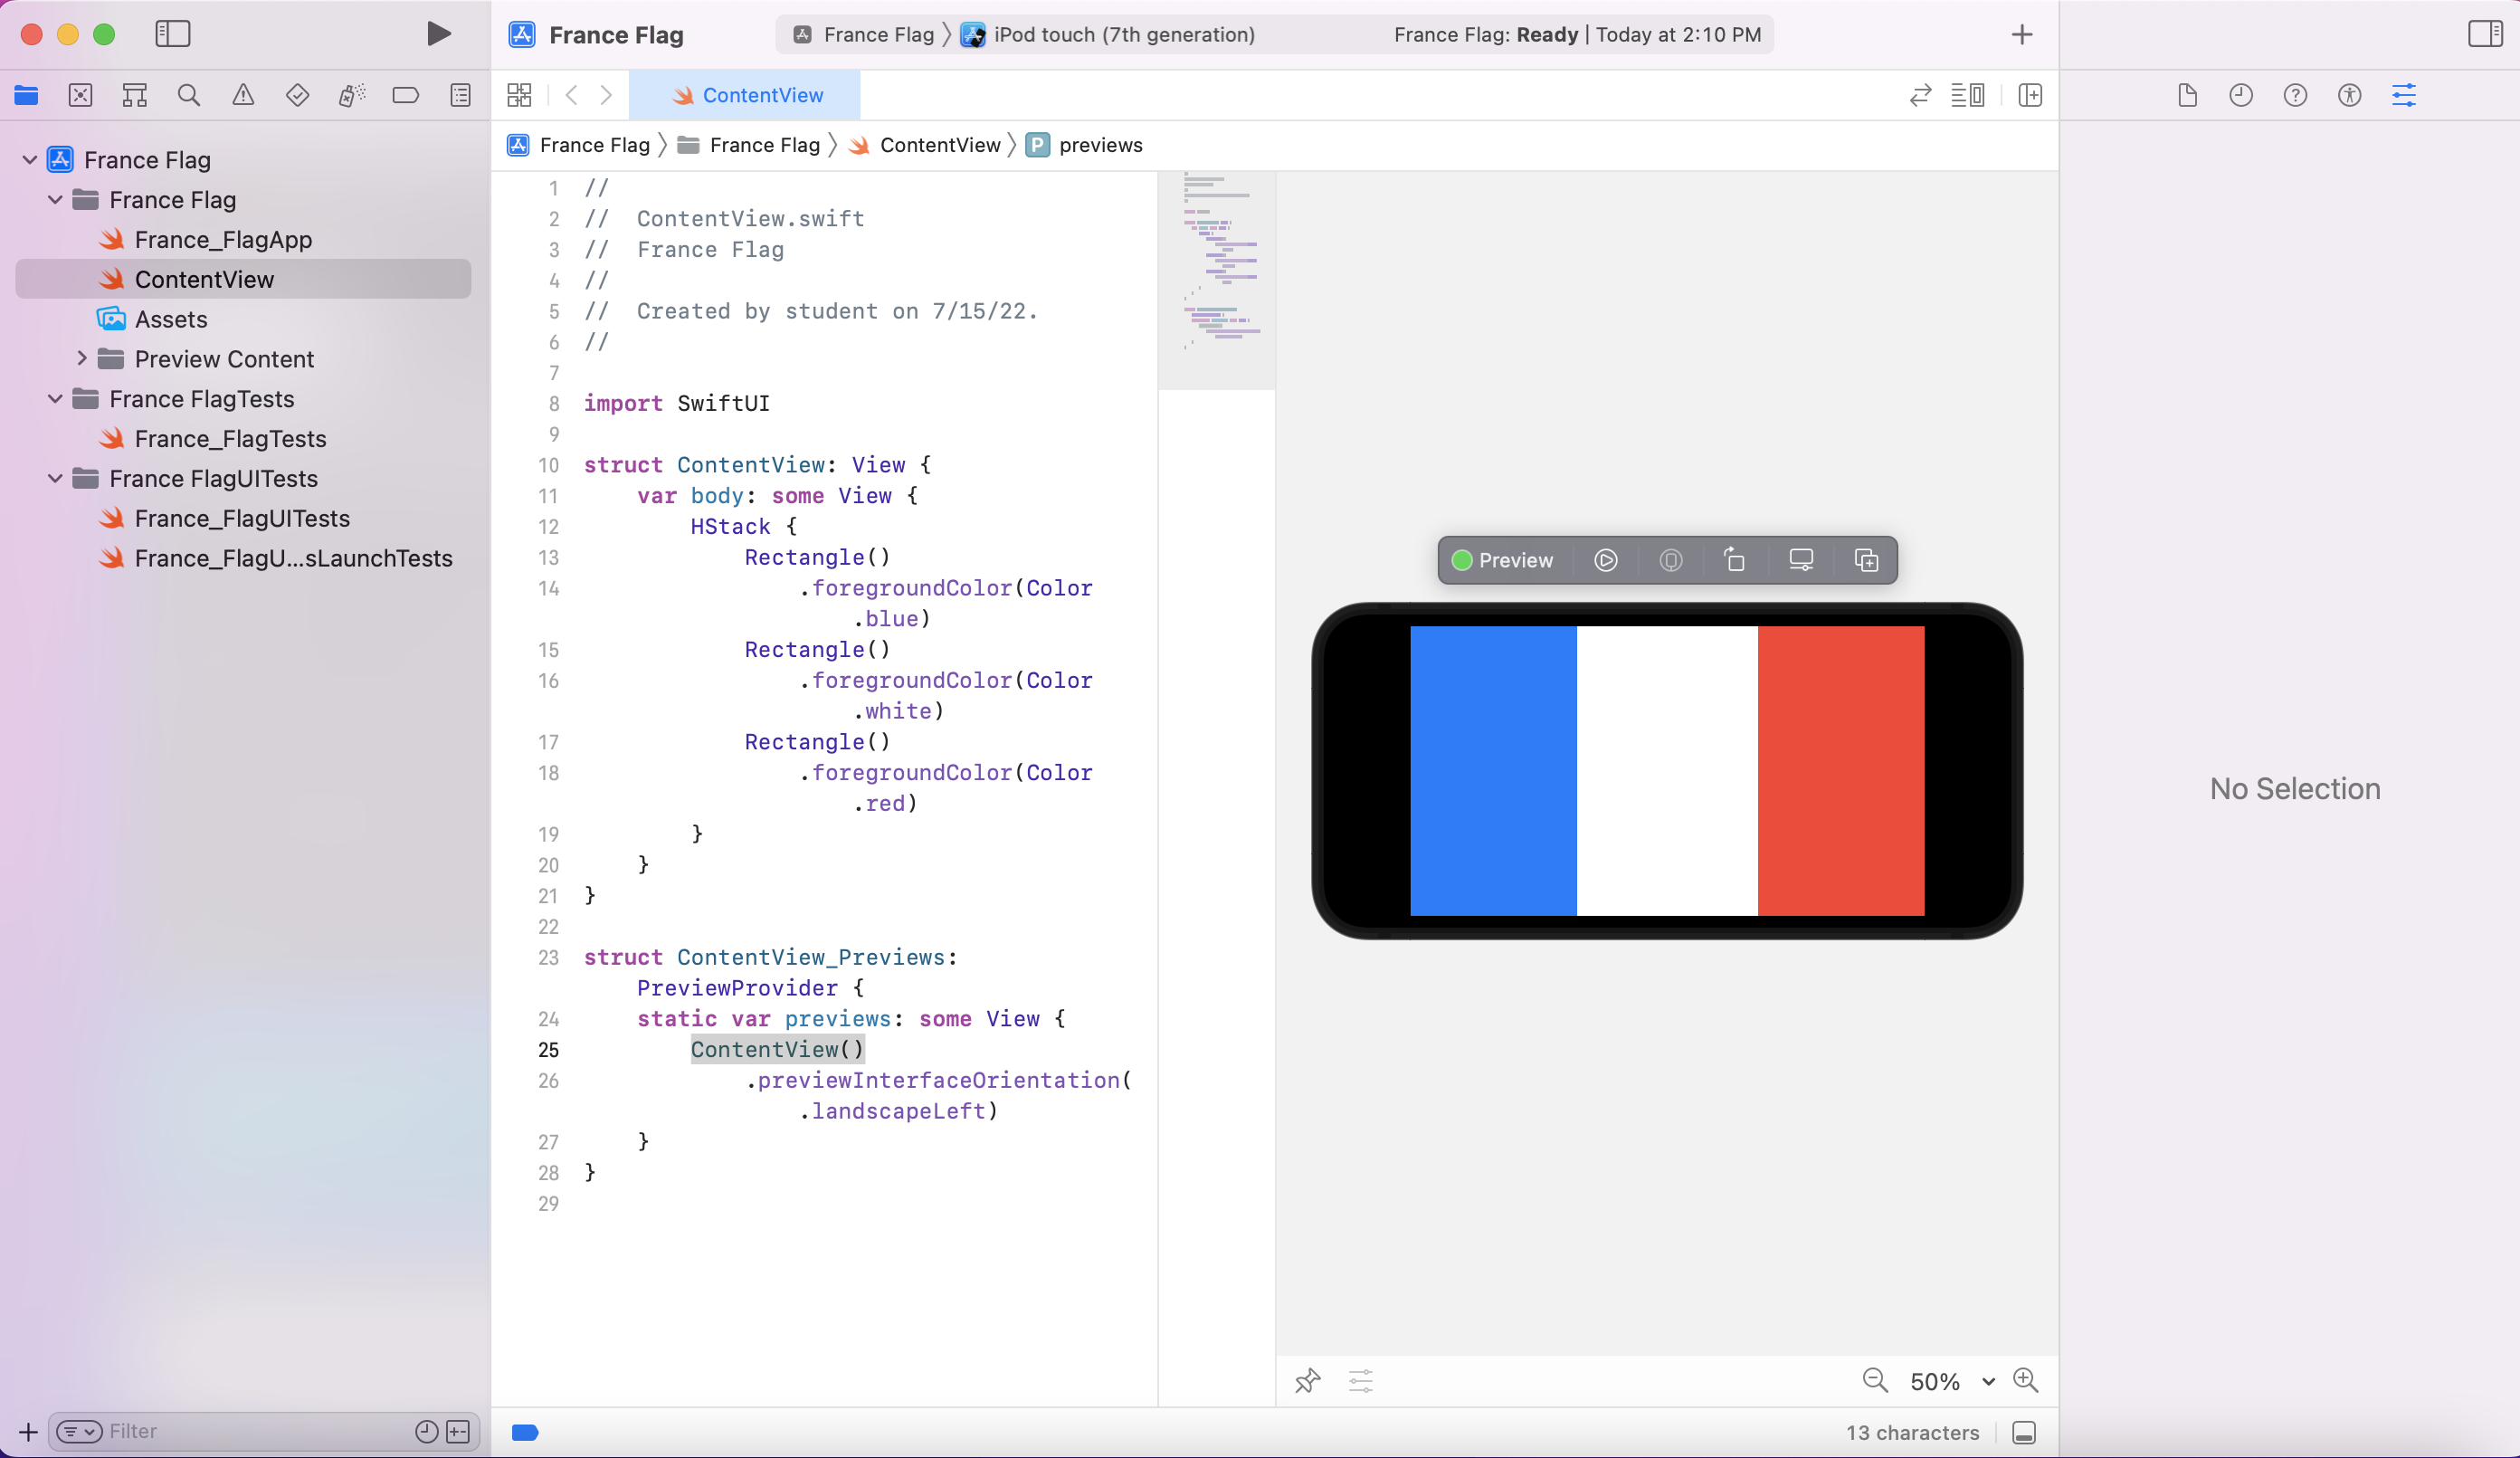 France Flag
France Flag
iPod touch (7th generation)
France Flag: Ready | Today at 2:10 PM
ContentView
France Flag
France Flag
ContentView
P
previews
France Flag
France Flag
France_FlagApp
ContentView
Assets
Preview Content
France FlagTests
France_FlagTests
France FlagUITests
France_FlagUITests
France_FlagU...sLaunchTests
Filter
1 //
2 //  ContentView.swift
3 //  France Flag
4 //
5 //  Created by student on 7/15/22.
6 //
7
8 import SwiftUI
9
10 struct ContentView: View {
11     var body: some View {
12         HStack {
13             Rectangle()
14                 .foregroundColor(Color
.blue)
15             Rectangle()
16                 .foregroundColor(Color
.white)
17             Rectangle()
18                 .foregroundColor(Color
.red)
19         }
20     }
21 }
22
23 struct ContentView_Previews:
PreviewProvider {
24     static var previews: some View {
25         ContentView()
26             .previewInterfaceOrientation(
.landscapeLeft)
27     }
28 }
29
Preview
50%
13 characters
No Selection